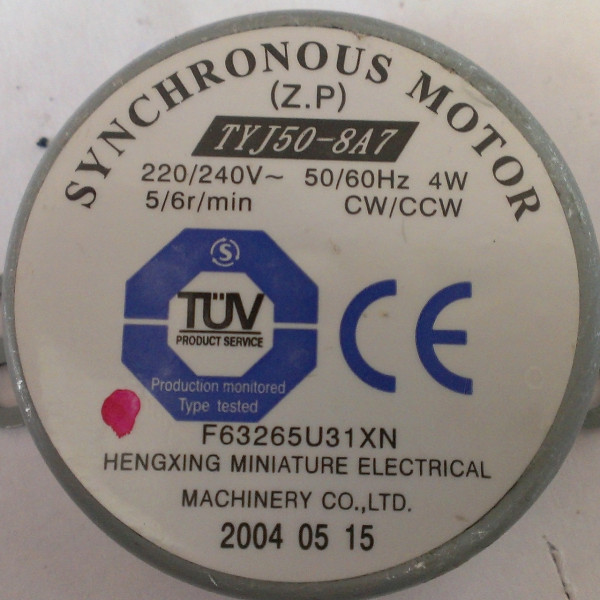 SYNCHRONOUS MOTOR
(Z.P)
TYJ50-8A7
220/240V~ 50/60Hz 4W
5/6r/min CW/CCW
S
TÜV
PRODUCT SERVICE
CE
Production monitored
Type tested
F63265U31XN
HENGXING MINIATURE ELECTRICAL
MACHINERY CO.,LTD.
2004 05 15